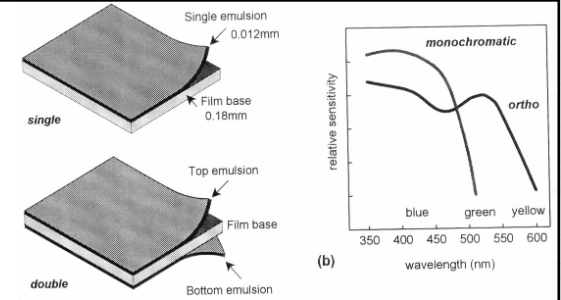 Single emulsion
0.012mm
Film base
0.18mm
single
Top emulsion
Film base
double
Bottom emulsion
monochromatic
ortho
relative sensitivity
blue green yellow
350 400 450 500 550 600
(b)
wavelength (nm)